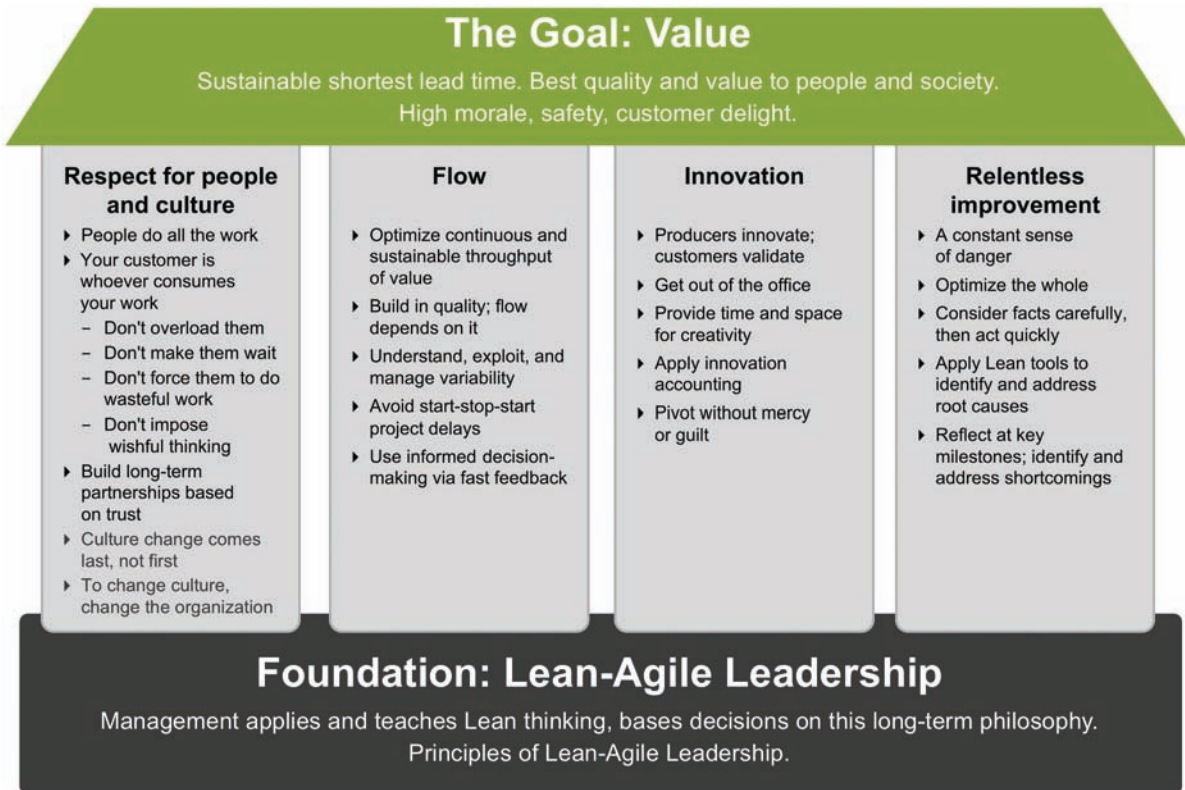 The Goal: Value
Sustainable shortest lead time. Best quality and value to people and society.
High morale, safety, customer delight.
Respect for people
and culture
People do all the work
Your customer is
whoever consumes
your work
– Don't overload them
– Don't make them wait
– Don't force them to do
wasteful work
– Don't impose
wishful thinking
Build long-term
partnerships based
on trust
Culture change comes
last, not first
To change culture,
change the organization
Flow
Optimize continuous and
sustainable throughput
of value
Build in quality; flow
depends on it
Understand, exploit, and
manage variability
Avoid start-stop-start
project delays
Use informed decision-
making via fast feedback
Innovation
Producers innovate;
customers validate
Get out of the office
Provide time and space
for creativity
Apply innovation
accounting
Pivot without mercy
or guilt
Relentless
improvement
A constant sense
of danger
Optimize the whole
Consider facts carefully,
then act quickly
Apply Lean tools to
identify and address
root causes
Reflect at key
milestones; identify and
address shortcomings
Foundation: Lean-Agile Leadership
Management applies and teaches Lean thinking, bases decisions on this long-term philosophy.
Principles of Lean-Agile Leadership.